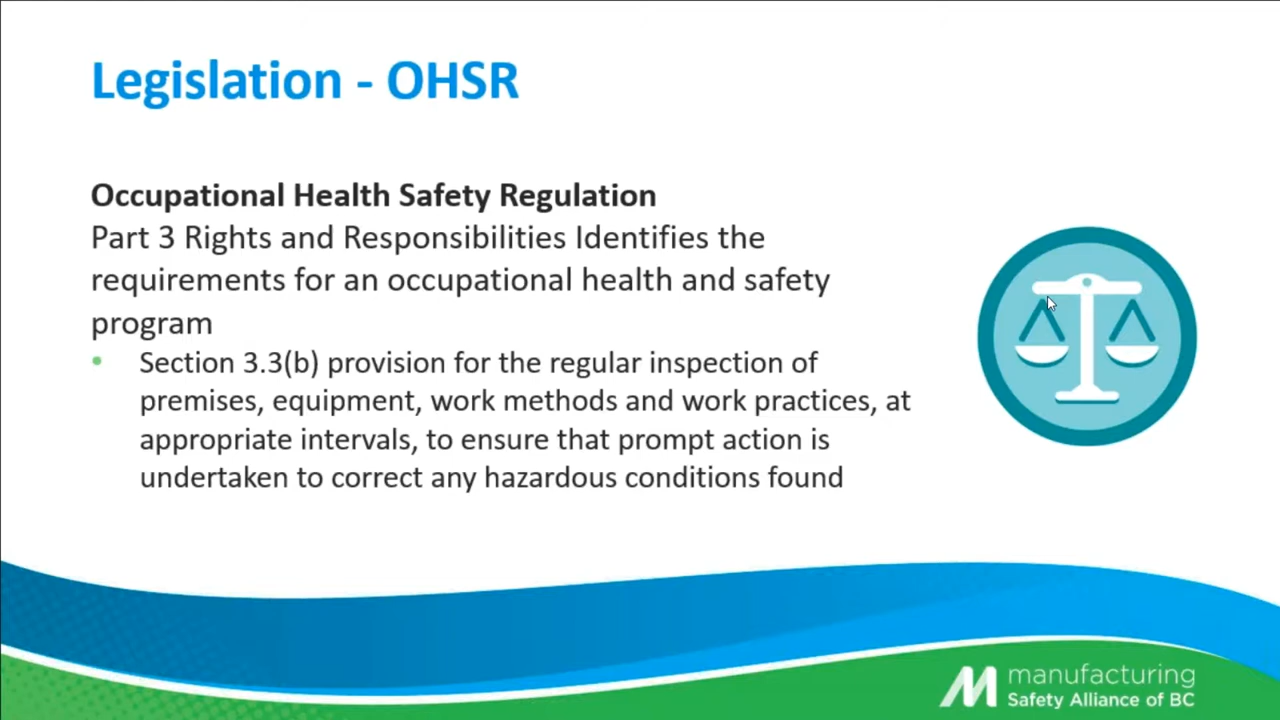 Legislation - OHSR
Occupational Health Safety Regulation
Part 3 Rights and Responsibilities Identifies the
requirements for an occupational health and safety
program
• Section 3.3(b) provision for the regular inspection of
premises, equipment, work methods and work practices, at
appropriate intervals, to ensure that prompt action is
undertaken to correct any hazardous conditions found
manufacturing
Safety Alliance of BC